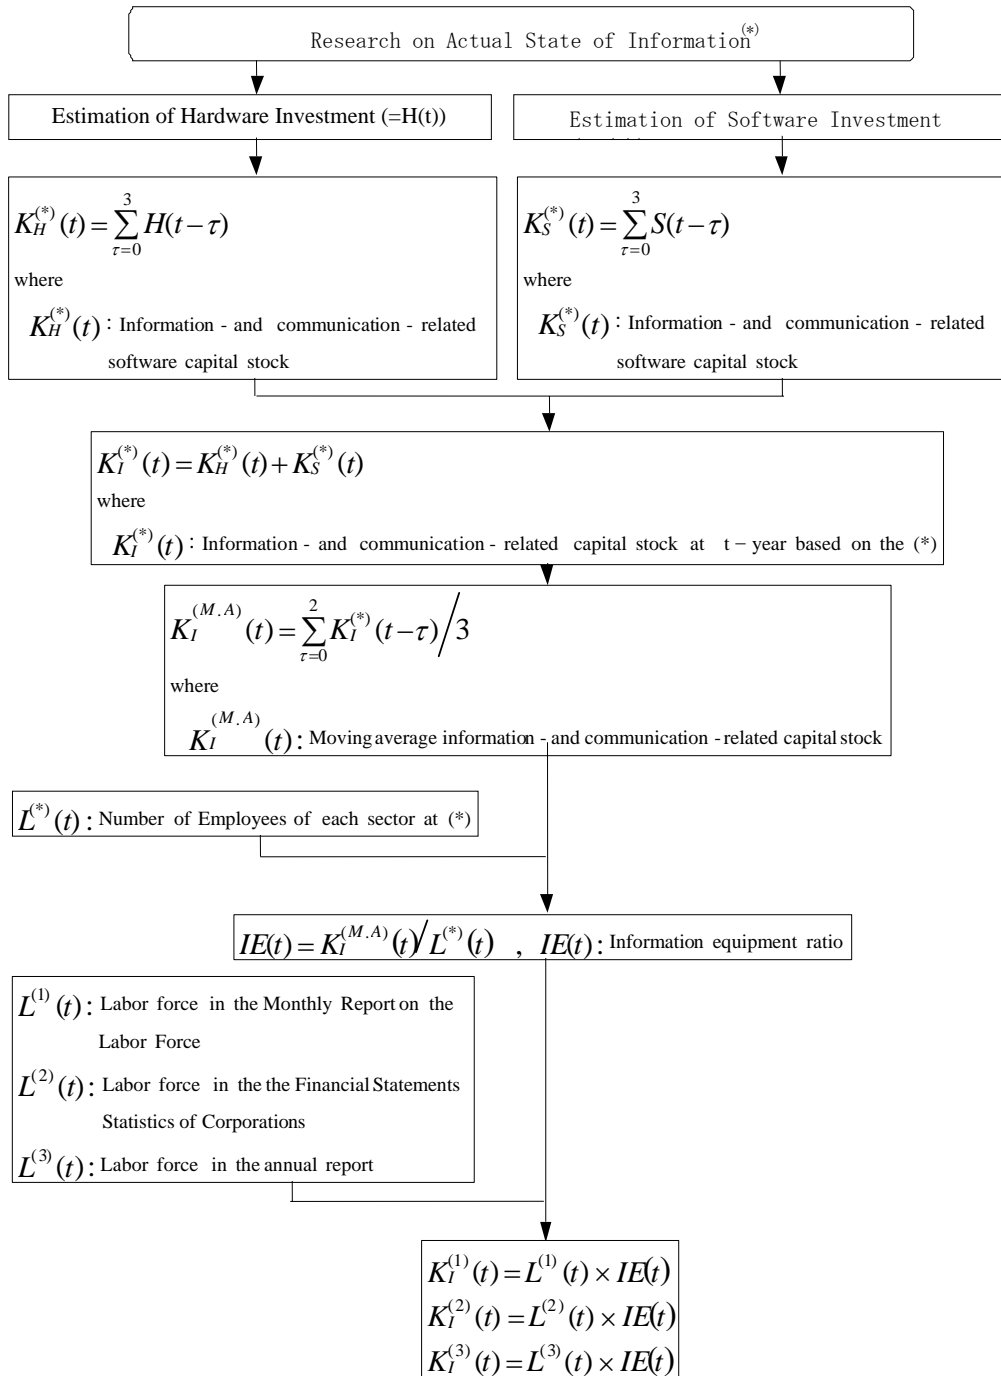 Research on Actual State of Information(*)
Estimation of Hardware Investment (=H(t))
Estimation of Software Investment
K_H^(*)(t) = ∑_{τ=0}^{3} H(t−τ)
where
K_H^(*)(t) : Information - and communication - related
software capital stock
K_S^(*)(t) = ∑_{τ=0}^{3} S(t−τ)
where
K_S^(*)(t) : Information - and communication - related
software capital stock
K_I^(*)(t) = K_H^(*)(t) + K_S^(*)(t)
where
K_I^(*)(t) : Information - and communication - related capital stock at t − year based on the (*)
K_I^(M.A)(t) = ∑_{τ=0}^{2} K_I^(*)(t−τ) / 3
where
K_I^(M.A)(t) : Moving average information - and communication - related capital stock
L^(*)(t) : Number of Employees of each sector at (*)
IE(t) = K_I^(M.A)(t) / L^(*)(t) , IE(t) : Information equipment ratio
L^(1)(t) : Labor force in the Monthly Report on the
Labor Force
L^(2)(t) : Labor force in the the Financial Statements
Statistics of Corporations
L^(3)(t) : Labor force in the annual report
K_I^(1)(t) = L^(1)(t) × IE(t)
K_I^(2)(t) = L^(2)(t) × IE(t)
K_I^(3)(t) = L^(3)(t) × IE(t)